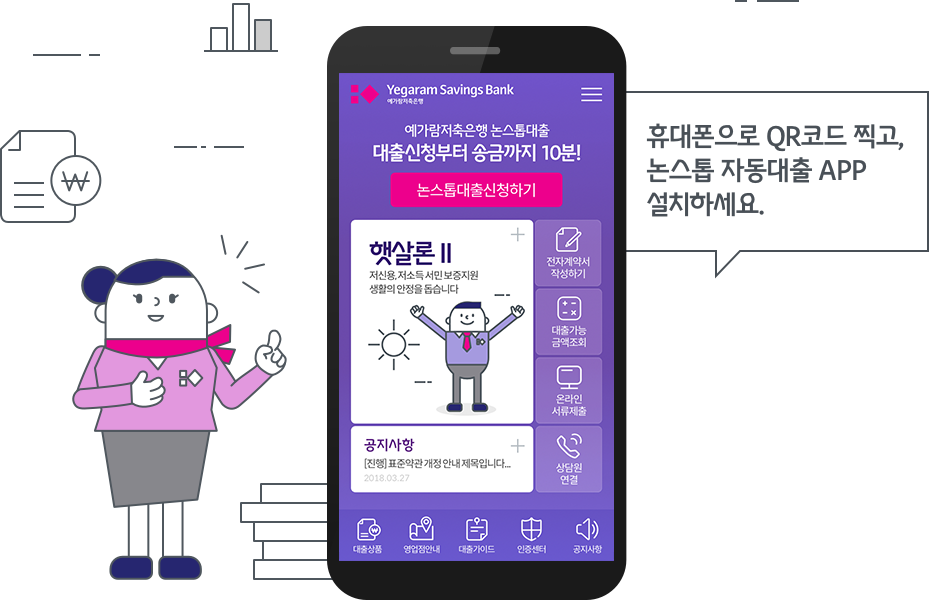 Yegaram Savings Bank
예가람저축은행
예가람저축은행 논스톱대출
대출신청부터 송금까지 10분!
논스톱대출신청하기
햇살론 II
저신용, 저소득 서민 보증지원
생활의 안정을 돕습니다
전자계약서
작성하기
대출가능
금액조회
온라인
서류제출
상담원
연결
공지사항
[진행] 표준약관 개정 안내 제목입니다...
2018.03.27
대출상품
영업점안내
대출가이드
인증센터
공지사항
휴대폰으로 QR코드 찍고,
논스톱 자동대출 APP
설치하세요.
₩
₩